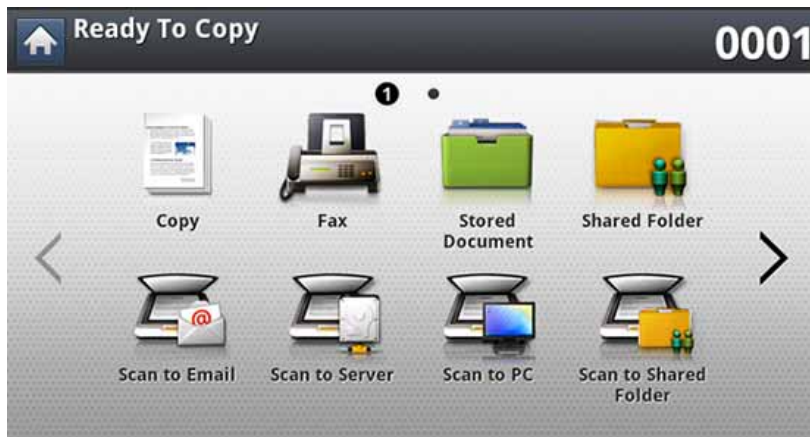 Ready To Copy
0001
1
Copy
Fax
Stored
Document
Shared Folder
@
Scan to Email
Scan to Server
Scan to PC
Scan to Shared
Folder